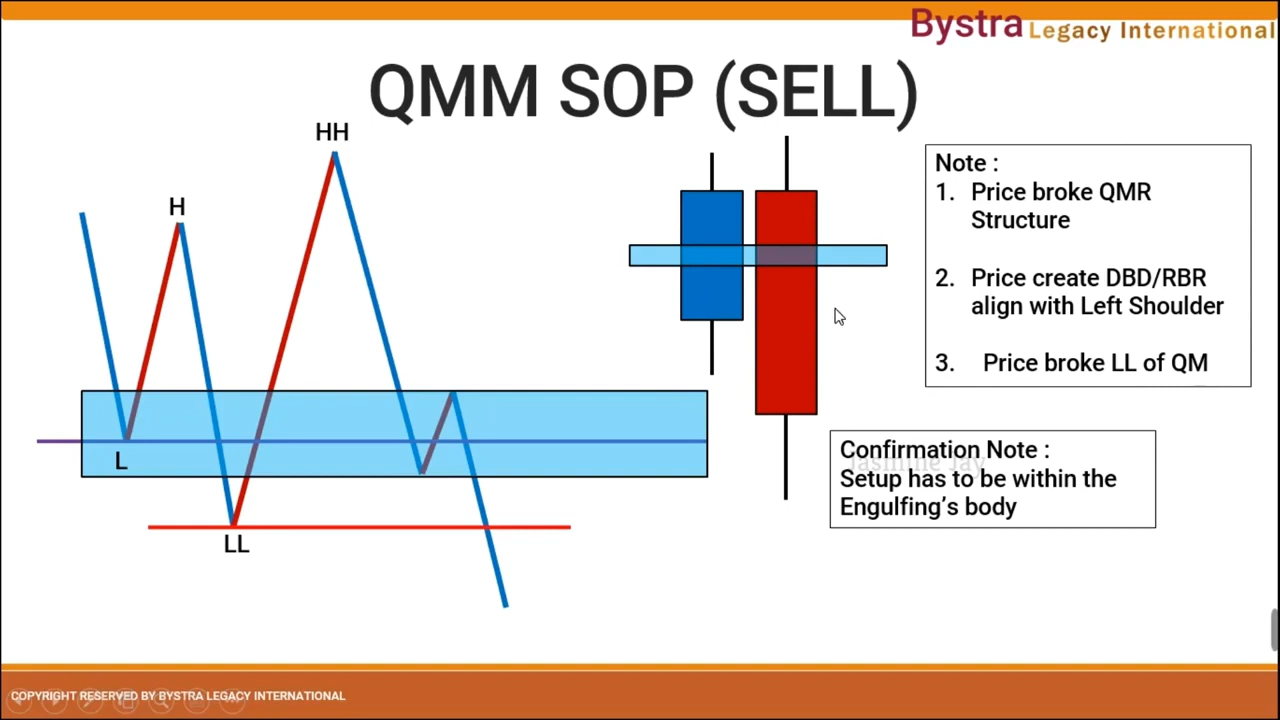 Bystra Legacy International
QMM SOP (SELL)
HH
H
L
LL
Note :
1. Price broke QMR
Structure
2. Price create DBD/RBR
align with Left Shoulder
3. Price broke LL of QM
Confirmation Note :
Jasmine Jay
Setup has to be within the
Engulfing’s body
COPYRIGHT RESERVED BY BYSTRA LEGACY INTERNATIONAL